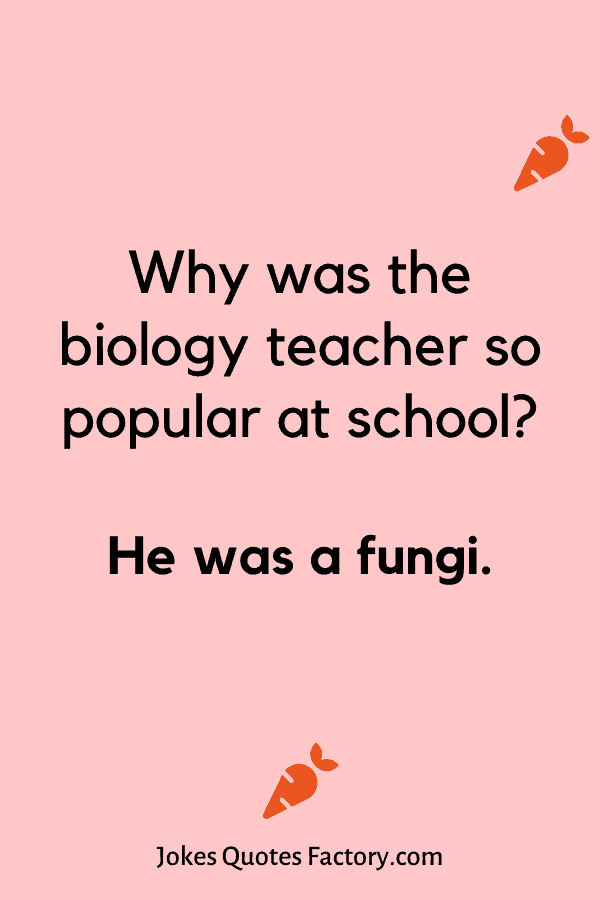 Why was the
biology teacher so
popular at school?
He was a fungi.
Jokes Quotes Factory.com